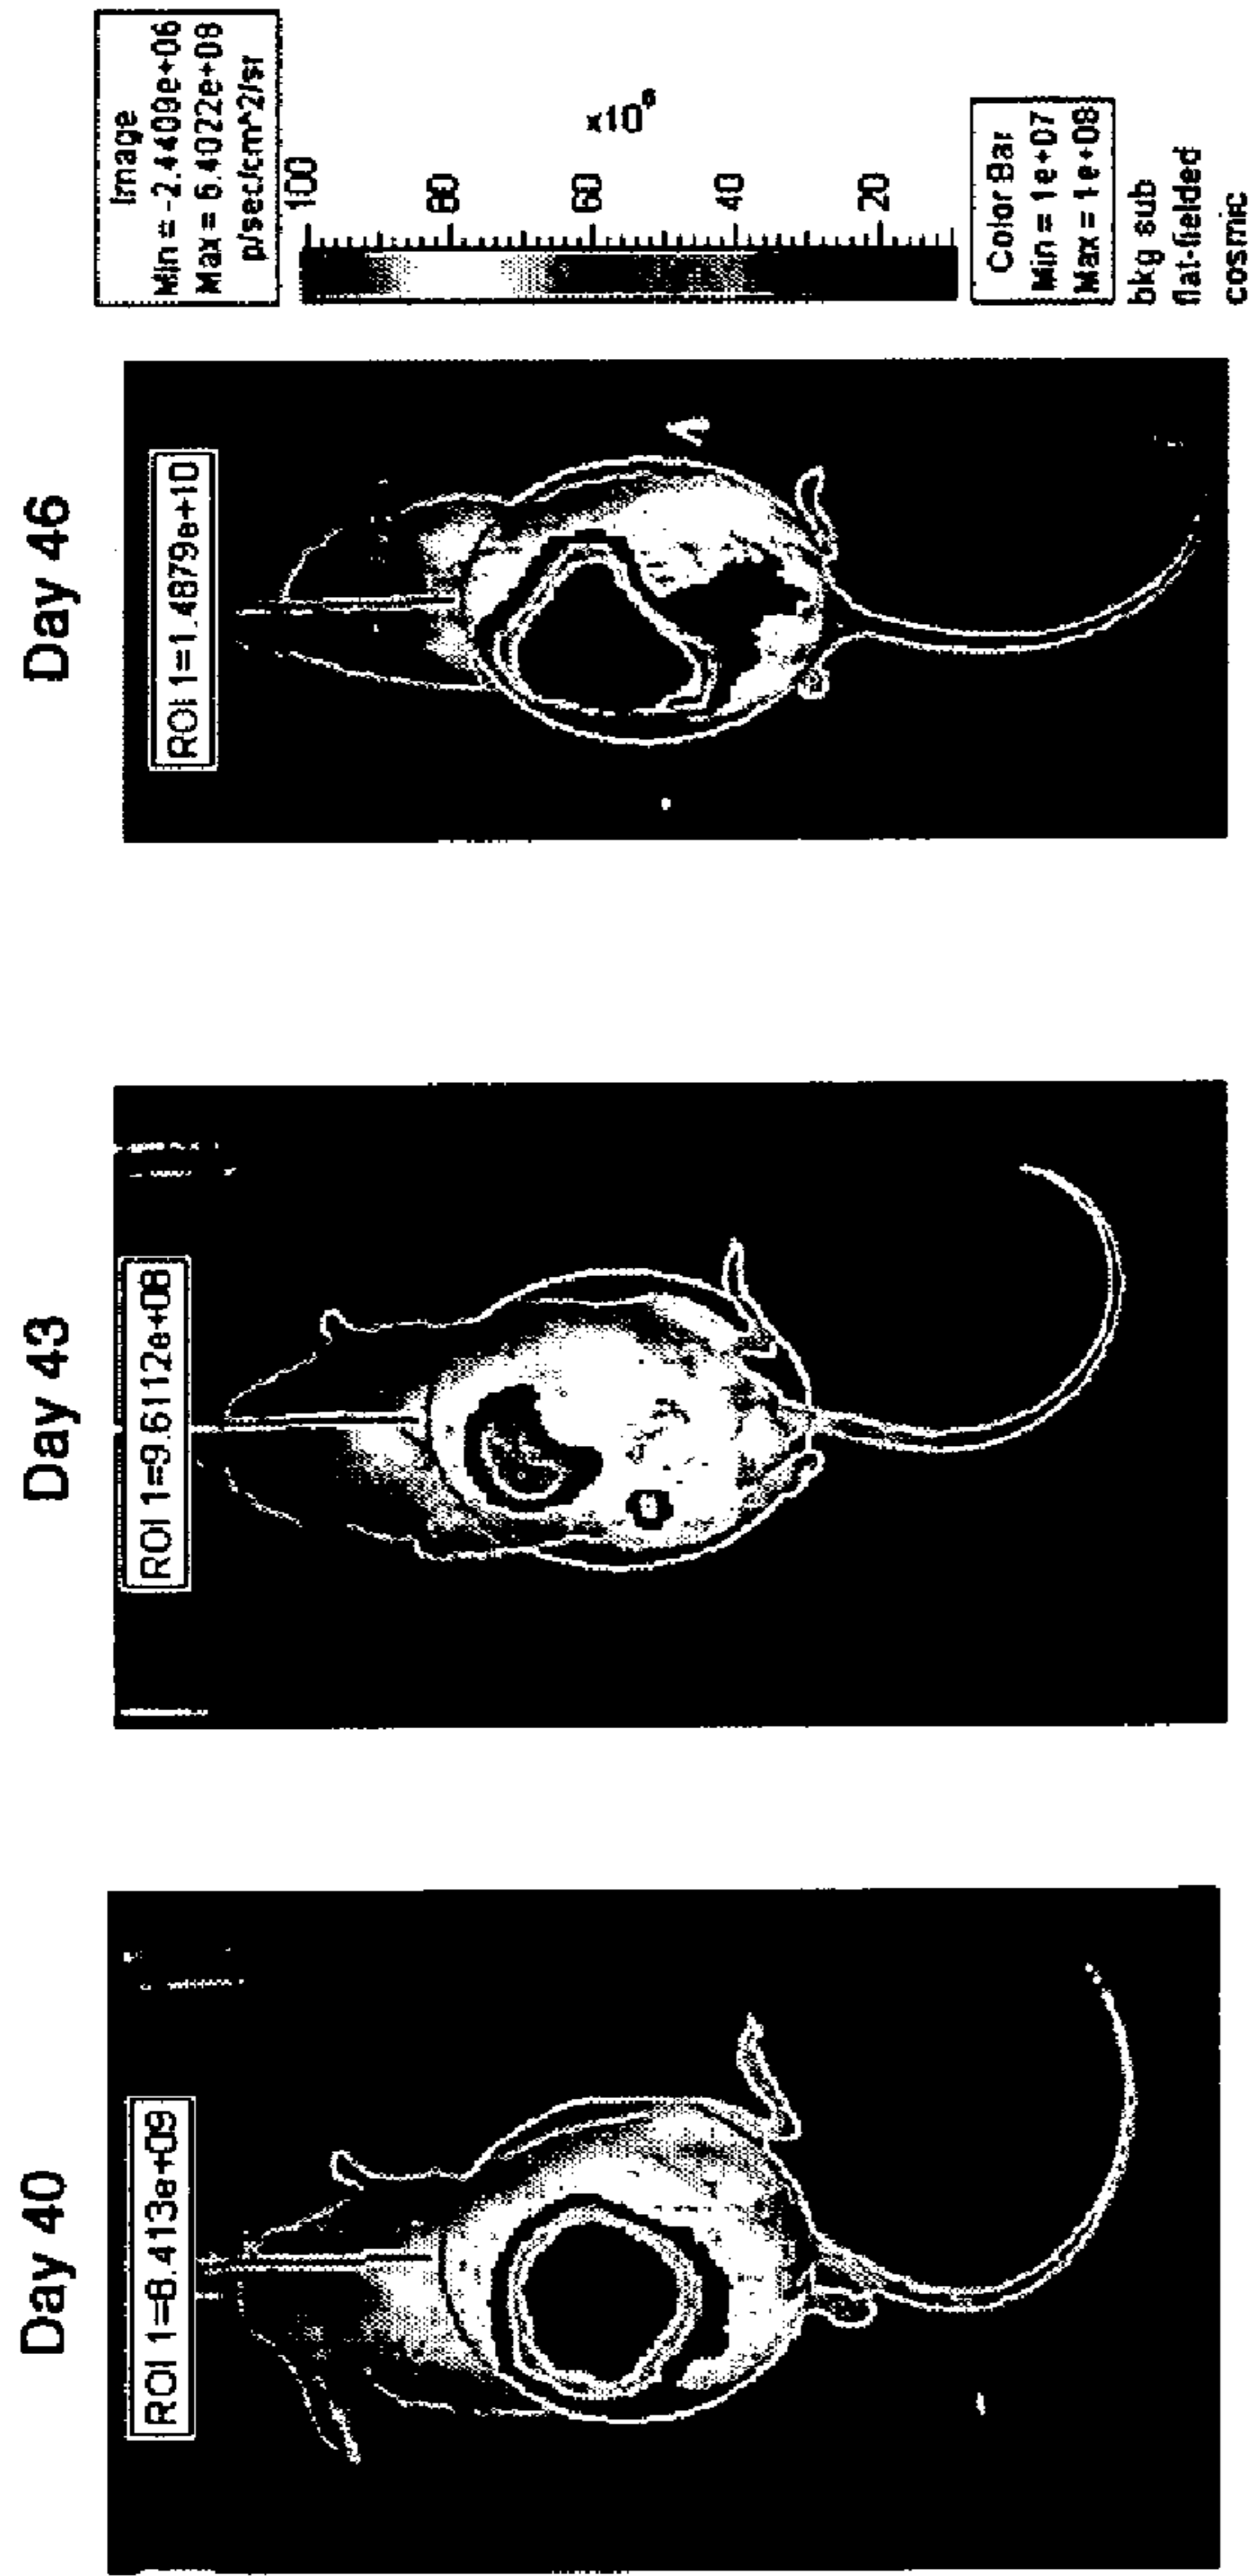 Day 40
ROI 1=8.413e+09
Day 43
ROI 1=9.6112e+08
Day 46
ROI 1=1.4879e+10
Image
Min = -2.4409e+06
Max = 6.4022e+08
p/sec/cm^2/sr
100
80
60
40
20
x10⁶
Color Bar
Min = 1e+07
Max = 1e+08
bkg sub
flat-fielded
cosmic